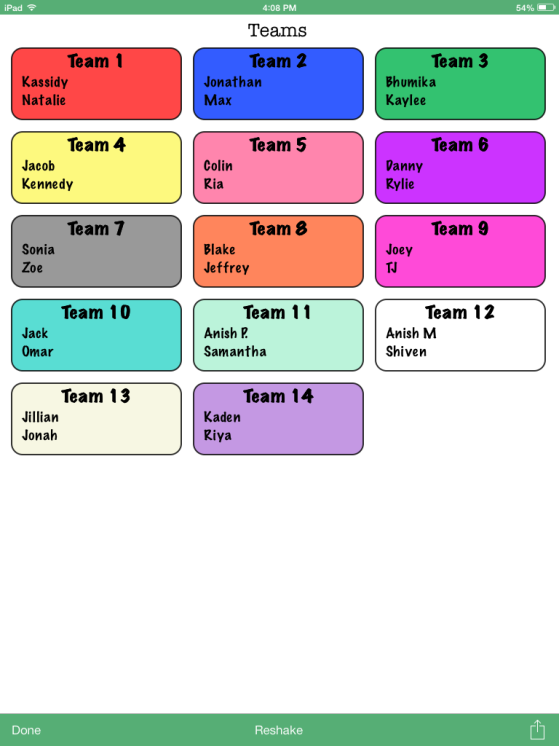 iPad 4:08 PM 54%
Teams
Team 1
Kassidy
Natalie
Team 2
Jonathan
Max
Team 3
Bhumika
Kaylee
Team 4
Jacob
Kennedy
Team 5
Colin
Ria
Team 6
Danny
Rylie
Team 7
Sonia
Zoe
Team 8
Blake
Jeffrey
Team 9
Joey
TJ
Team 10
Jack
Omar
Team 11
Anish P.
Samantha
Team 12
Anish M
Shiven
Team 13
Jillian
Jonah
Team 14
Kaden
Riya
Done Reshake